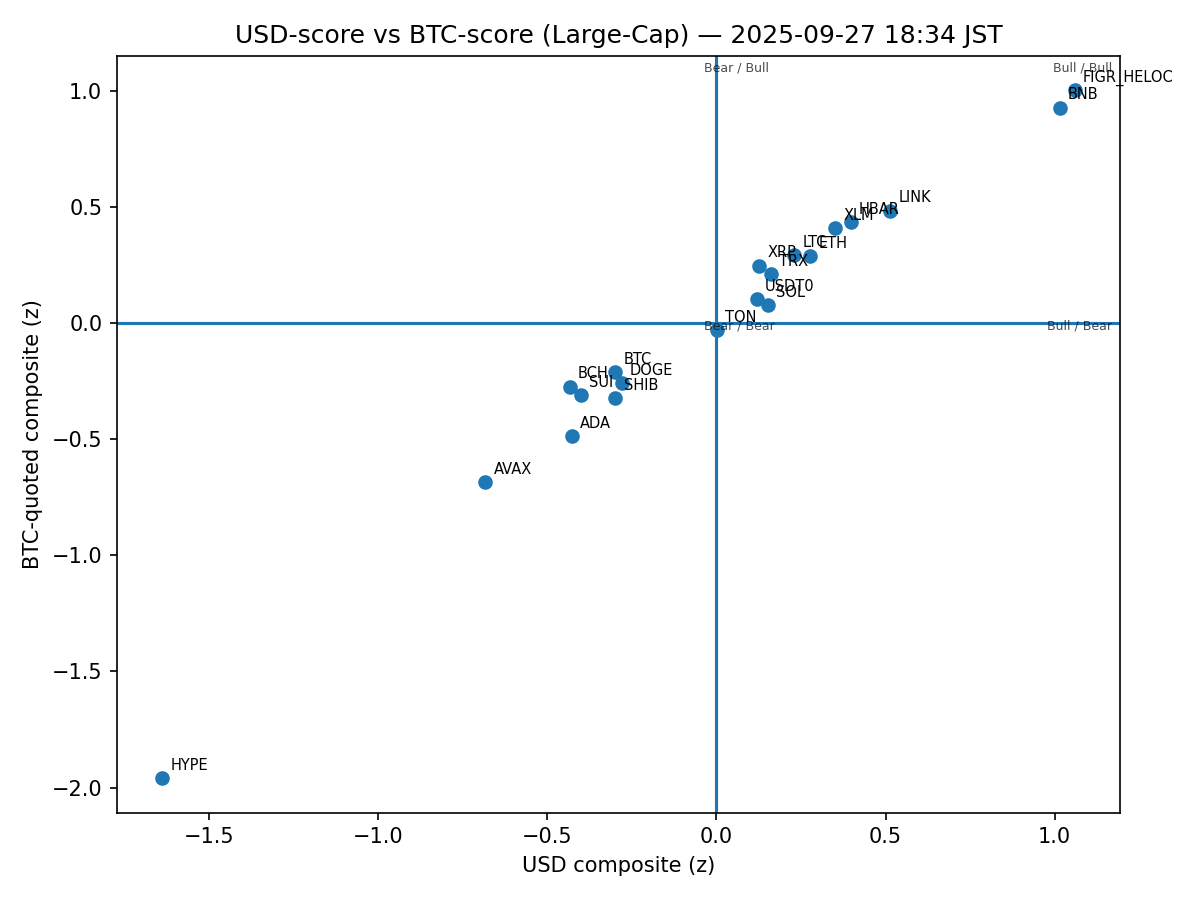 USD-score vs BTC-score (Large-Cap) — 2025-09-27 18:34 JST
Bear / Bull
Bull / Bull
FIGR_HELOC
BNB
LINK
HBAR
XLM
LTC
ETH
XRP
TRX
USDT0
SOL
TON
Bear / Bear
Bull / Bear
BTC
DOGE
BCH
SUI
SHIB
ADA
AVAX
HYPE
1.0
0.5
0.0
−0.5
−1.0
−1.5
−2.0
BTC-quoted composite (z)
−1.5
−1.0
−0.5
0.0
0.5
1.0
USD composite (z)